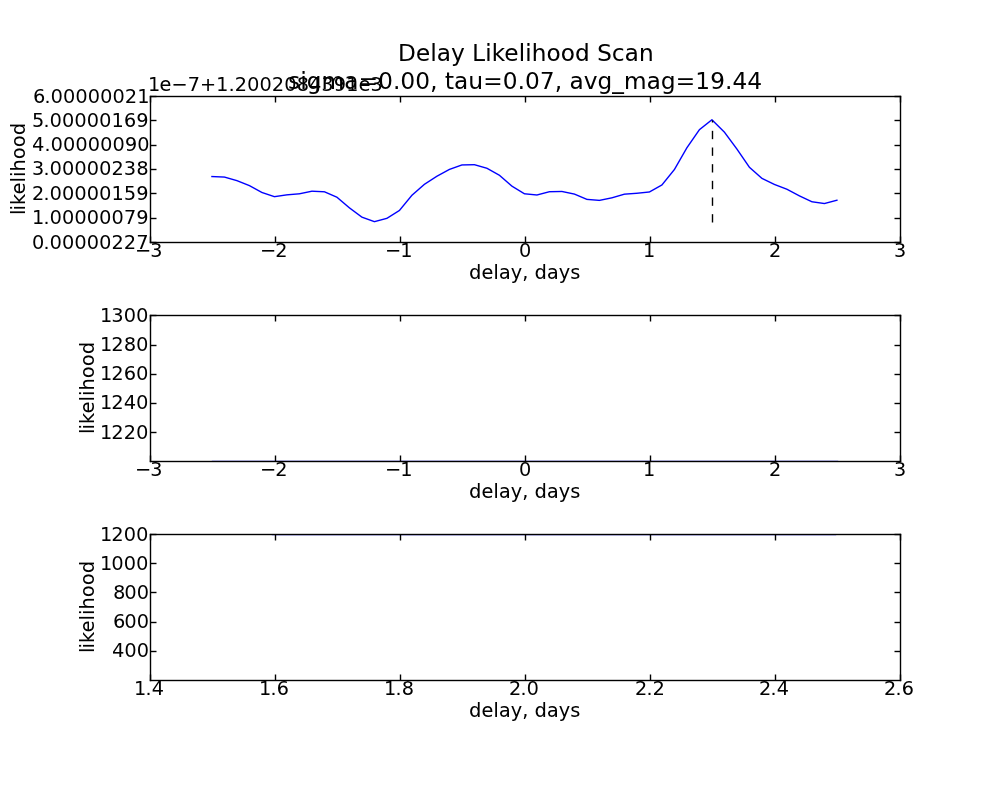 Delay Likelihood Scan
sigma=0.00, tau=0.07, avg_mag=19.44
1e-7+1.2002084391e3
6.00000021
5.00000169
4.00000090
3.00000238
2.00000159
1.00000079
0.00000227
likelihood
−3 −2 −1 0 1 2 3
delay, days
1300
1280
1260
1240
1220
likelihood
−3 −2 −1 0 1 2 3
delay, days
1200
1000
800
600
400
likelihood
1.4 1.6 1.8 2.0 2.2 2.4 2.6
delay, days